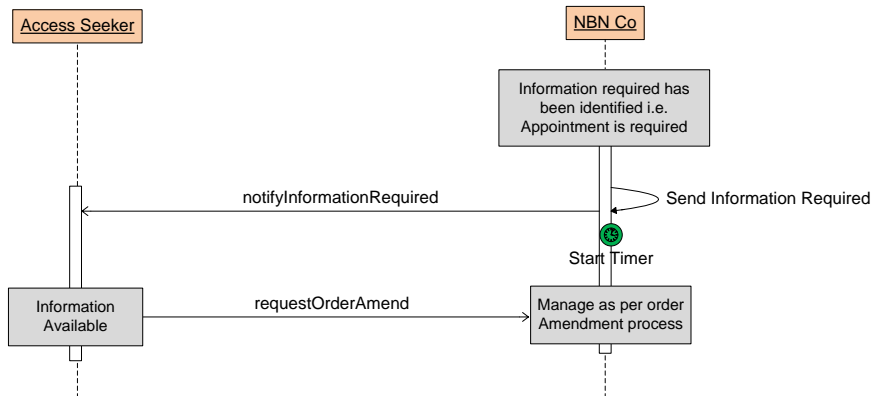 Access Seeker
NBN Co
Information required has
been identified i.e.
Appointment is required
notifyInformationRequired
Send Information Required
Start Timer
Information
Available
requestOrderAmend
Manage as per order
Amendment process